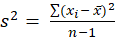 s² = ∑(xᵢ − x̄)² / n − 1